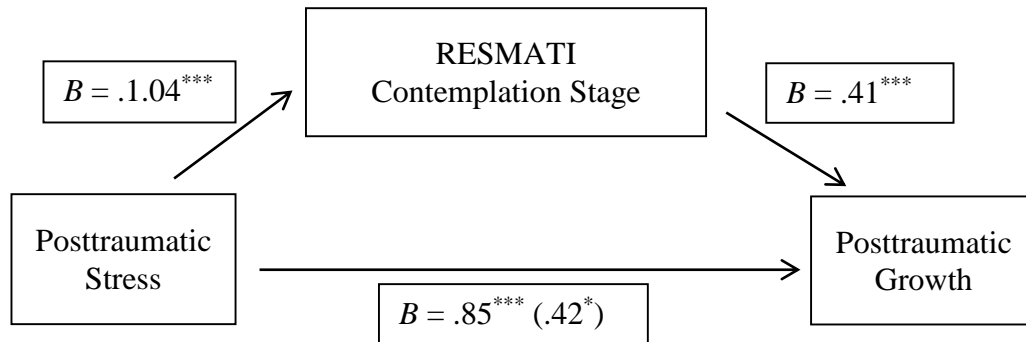 RESMATI
Contemplation Stage
B = .1.04***
B = .41***
Posttraumatic
Stress
Posttraumatic
Growth
B = .85*** (.42*)